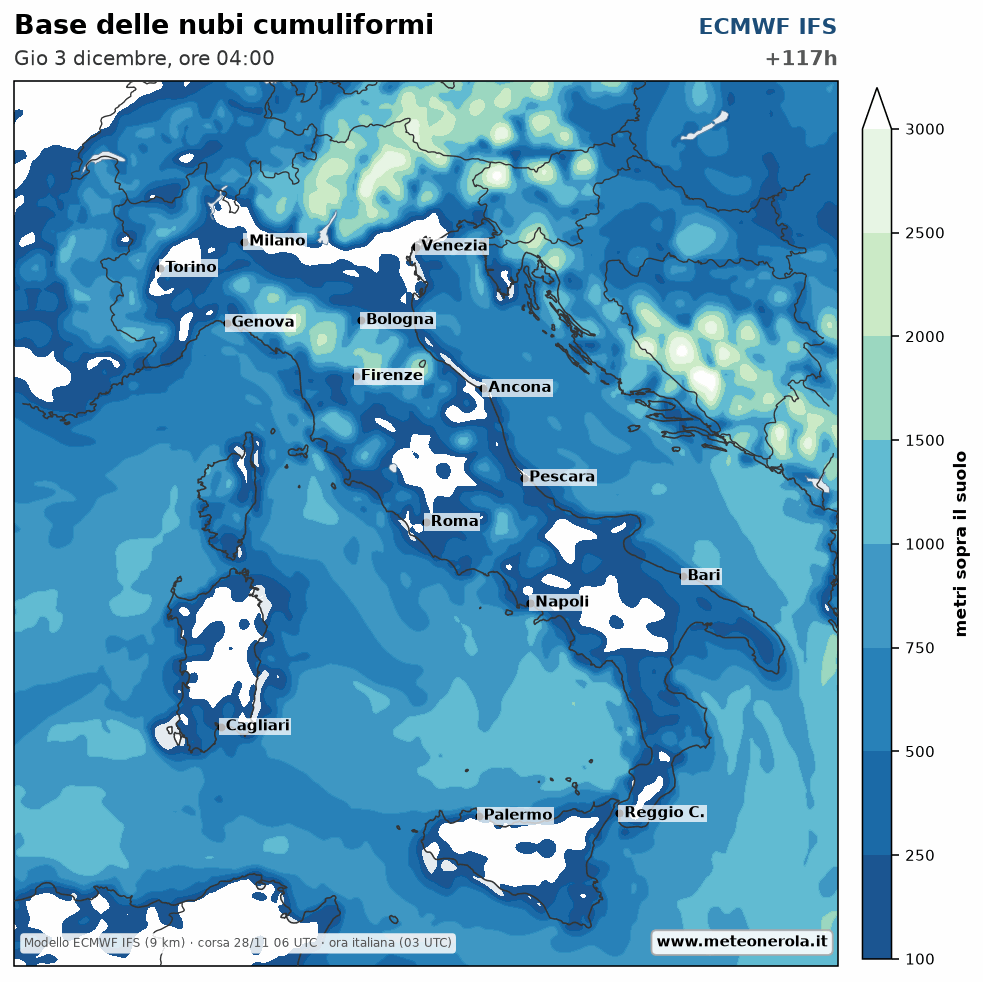 Base delle nubi cumuliformi
ECMWF IFS
Gio 3 dicembre, ore 04:00
+117h
Milano
Venezia
Torino
Genova
Bologna
Firenze
Ancona
Pescara
Roma
Bari
Napoli
Cagliari
Palermo
Reggio C.
3000
2500
2000
1500
1000
750
500
250
100
metri sopra il suolo
Modello ECMWF IFS (9 km) · corsa 28/11 06 UTC · ora italiana (03 UTC)
www.meteonerola.it